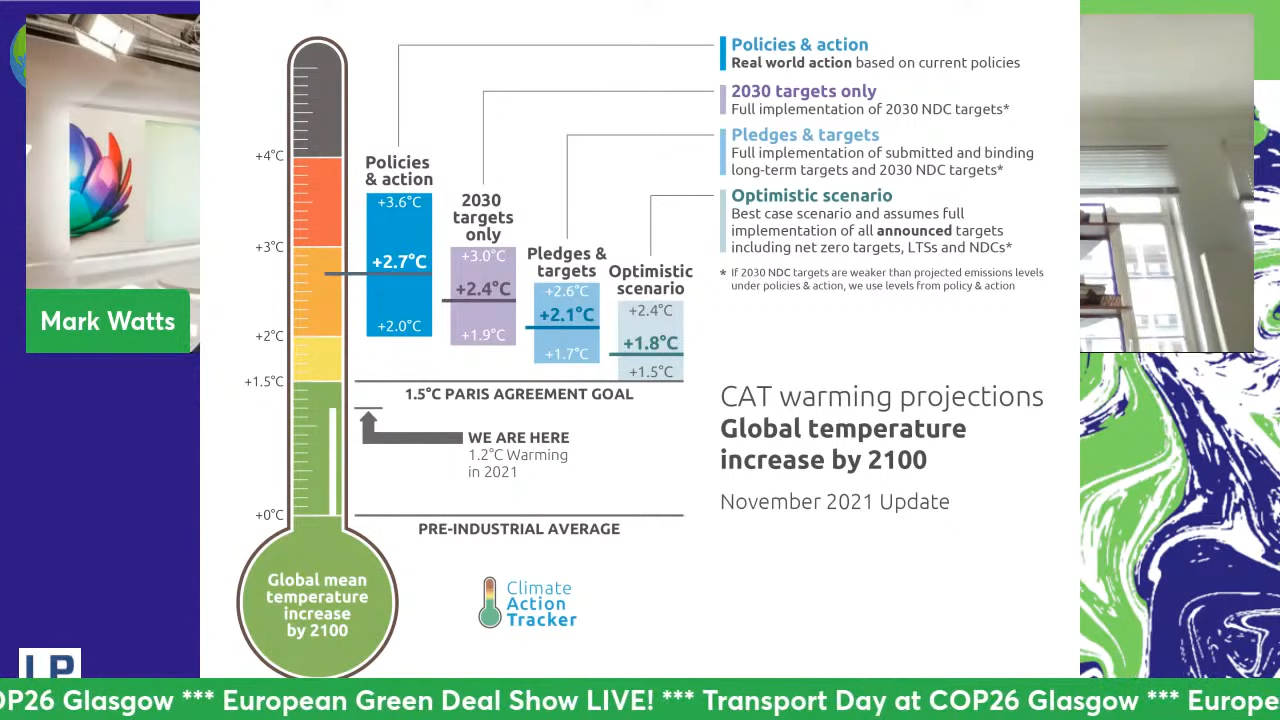 Policies & action
Real world action based on current policies
2030 targets only
Full implementation of 2030 NDC targets*
Pledges & targets
Full implementation of submitted and binding
long-term targets and 2030 NDC targets*
Optimistic scenario
Best case scenario and assumes full
implementation of all announced targets
including net zero targets, LTSs and NDCs*
* If 2030 NDC targets are weaker than projected emissions levels
under policies & action, we use levels from policy & action
+4°C
+3°C
+2°C
+1.5°C
+0°C
Policies
& action
+3.6°C
+2.7°C
+2.0°C
2030
targets
only
+3.0°C
+2.4°C
+1.9°C
Pledges &
targets
+2.6°C
+2.1°C
+1.7°C
Optimistic
scenario
+2.4°C
+1.8°C
+1.5°C
Mark Watts
1.5°C PARIS AGREEMENT GOAL
WE ARE HERE
1.2°C Warming
in 2021
PRE-INDUSTRIAL AVERAGE
CAT warming projections
Global temperature
increase by 2100
November 2021 Update
Global mean
temperature
increase
by 2100
Climate
Action
Tracker
LP
OP26 Glasgow *** European Green Deal Show LIVE! *** Transport Day at COP26 Glasgow *** Europe